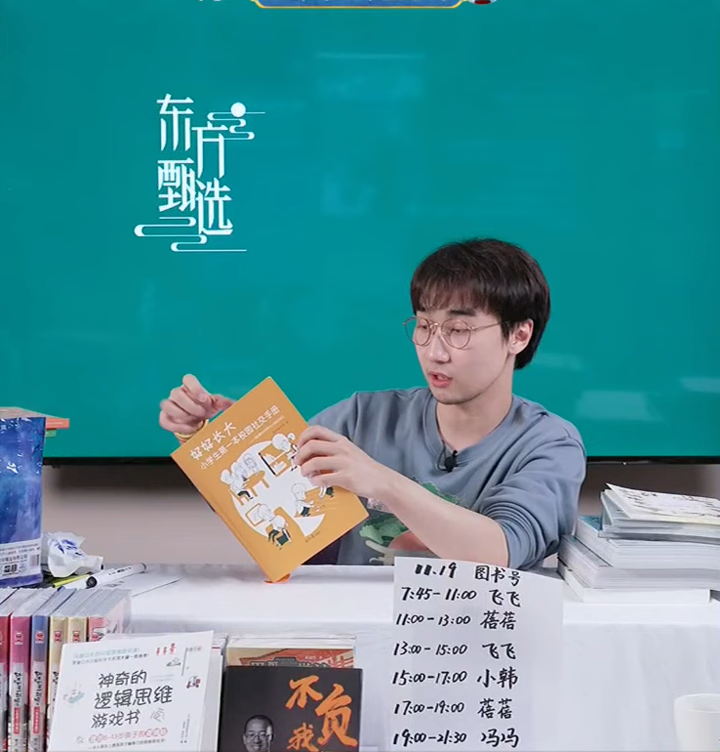 东方
甄选
好好长大
小学生第一本校园社交手册
11.19 图书号
7:45-11:00 飞飞
11:00-13:00 蓓蓓
13:00-15:00 飞飞
15:00-17:00 小韩
17:00-19:00 蓓蓓
19:00-21:30 冯冯
神奇的
逻辑思维
游戏书
不负
我